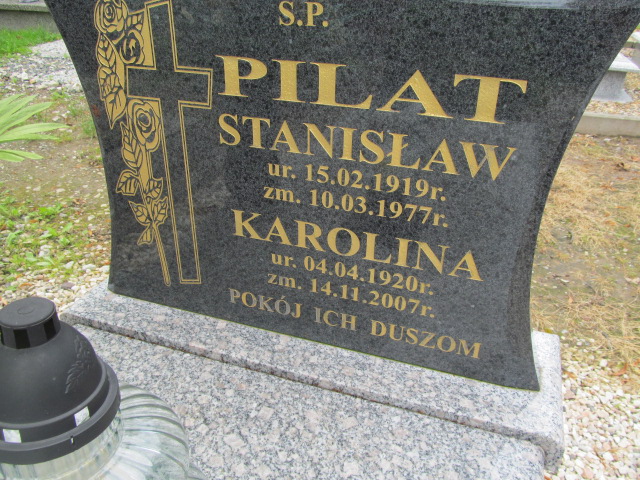 Ś.P.
PILAT
STANISŁAW
ur. 15.02.1919r.
zm. 10.03.1977r.
KAROLINA
ur. 04.04.1920r.
zm. 14.11.2007r.
POKÓJ ICH DUSZOM